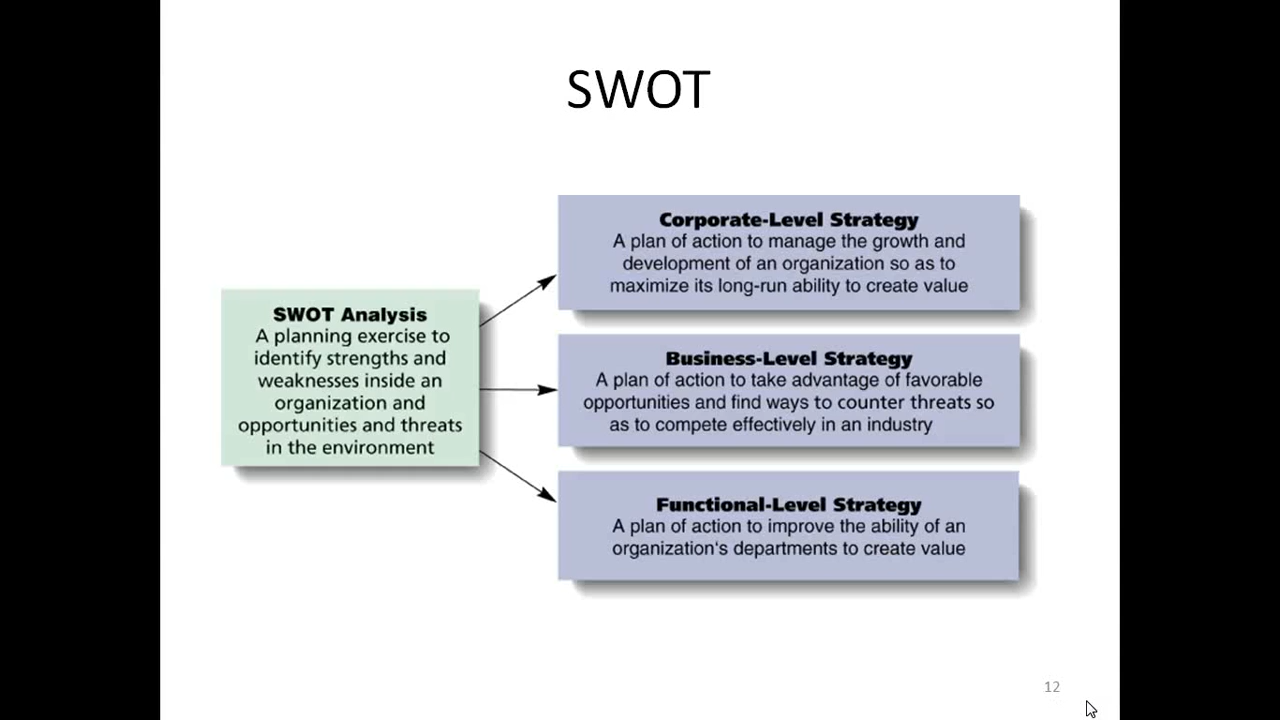 SWOT
SWOT Analysis
A planning exercise to
identify strengths and
weaknesses inside an
organization and
opportunities and threats
in the environment
Corporate-Level Strategy
A plan of action to manage the growth and
development of an organization so as to
maximize its long-run ability to create value
Business-Level Strategy
A plan of action to take advantage of favorable
opportunities and find ways to counter threats so
as to compete effectively in an industry
Functional-Level Strategy
A plan of action to improve the ability of an
organization's departments to create value
12